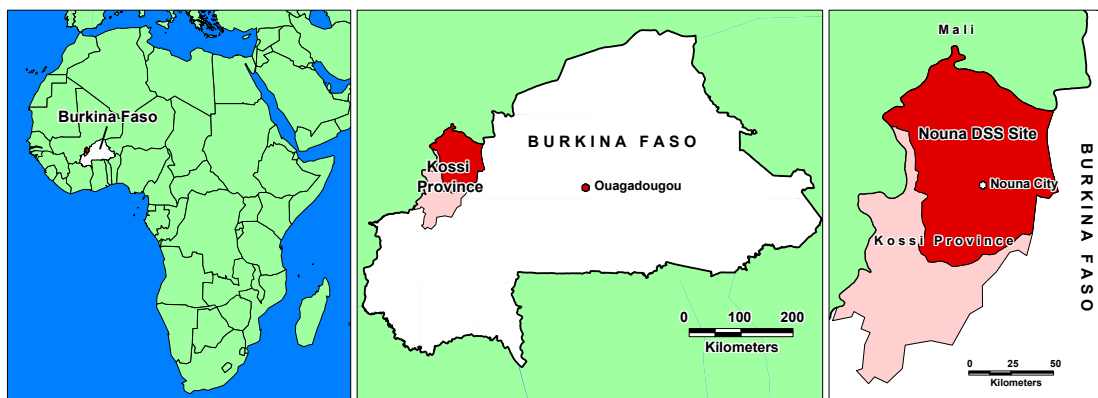 Burkina Faso
BURKINA FASO
Kossi
Province
Ouagadougou
0 100 200
Kilometers
Mali
Nouna DSS Site
Nouna City
Kossi Province
BURKINA FASO
0 25 50
Kilometers